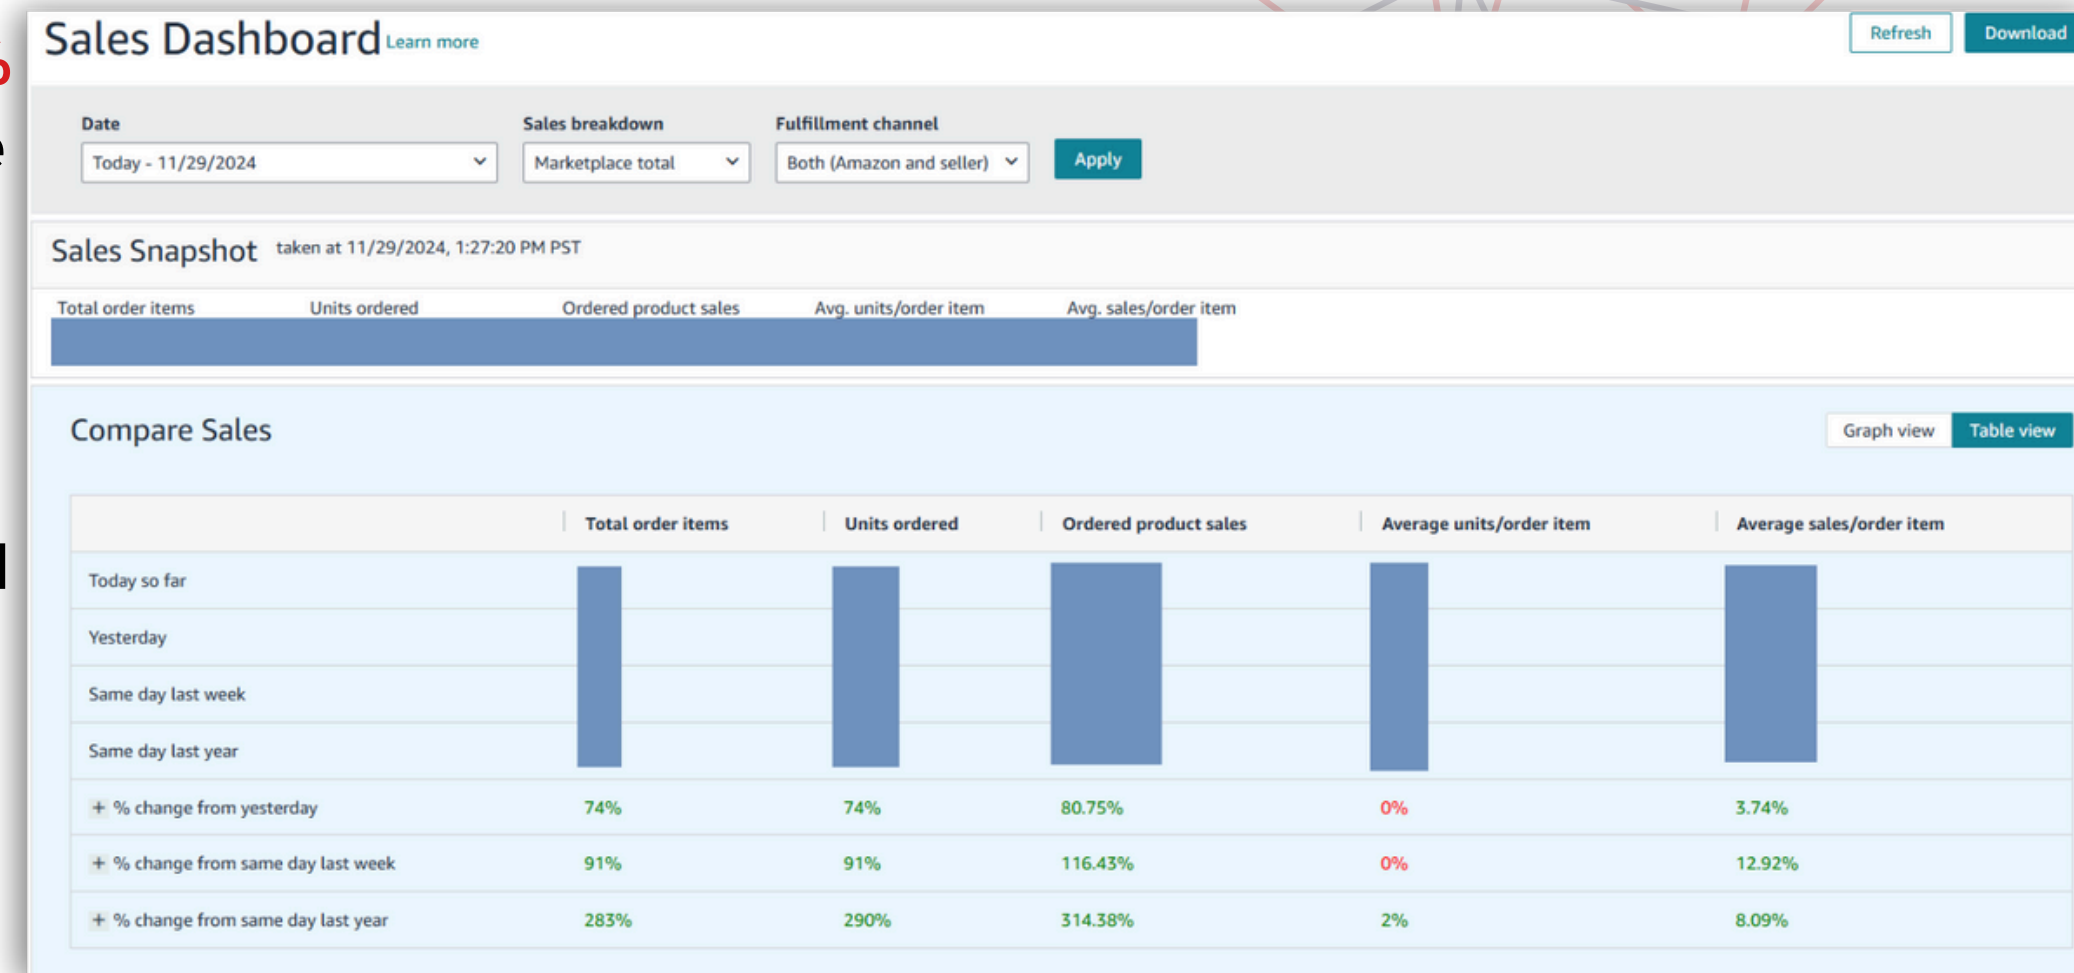 Sales Dashboard Learn more
Refresh
Download
Date
Sales breakdown
Fulfillment channel
Today - 11/29/2024
Marketplace total
Both (Amazon and seller)
Apply
Sales Snapshot taken at 11/29/2024, 1:27:20 PM PST
Total order items Units ordered Ordered product sales Avg. units/order item Avg. sales/order item
Compare Sales
Graph view
Table view
Total order items Units ordered Ordered product sales Average units/order item Average sales/order item
Today so far
Yesterday
Same day last week
Same day last year
+ % change from yesterday 74% 74% 80.75% 0% 3.74%
+ % change from same day last week 91% 91% 116.43% 0% 12.92%
+ % change from same day last year 283% 290% 314.38% 2% 8.09%